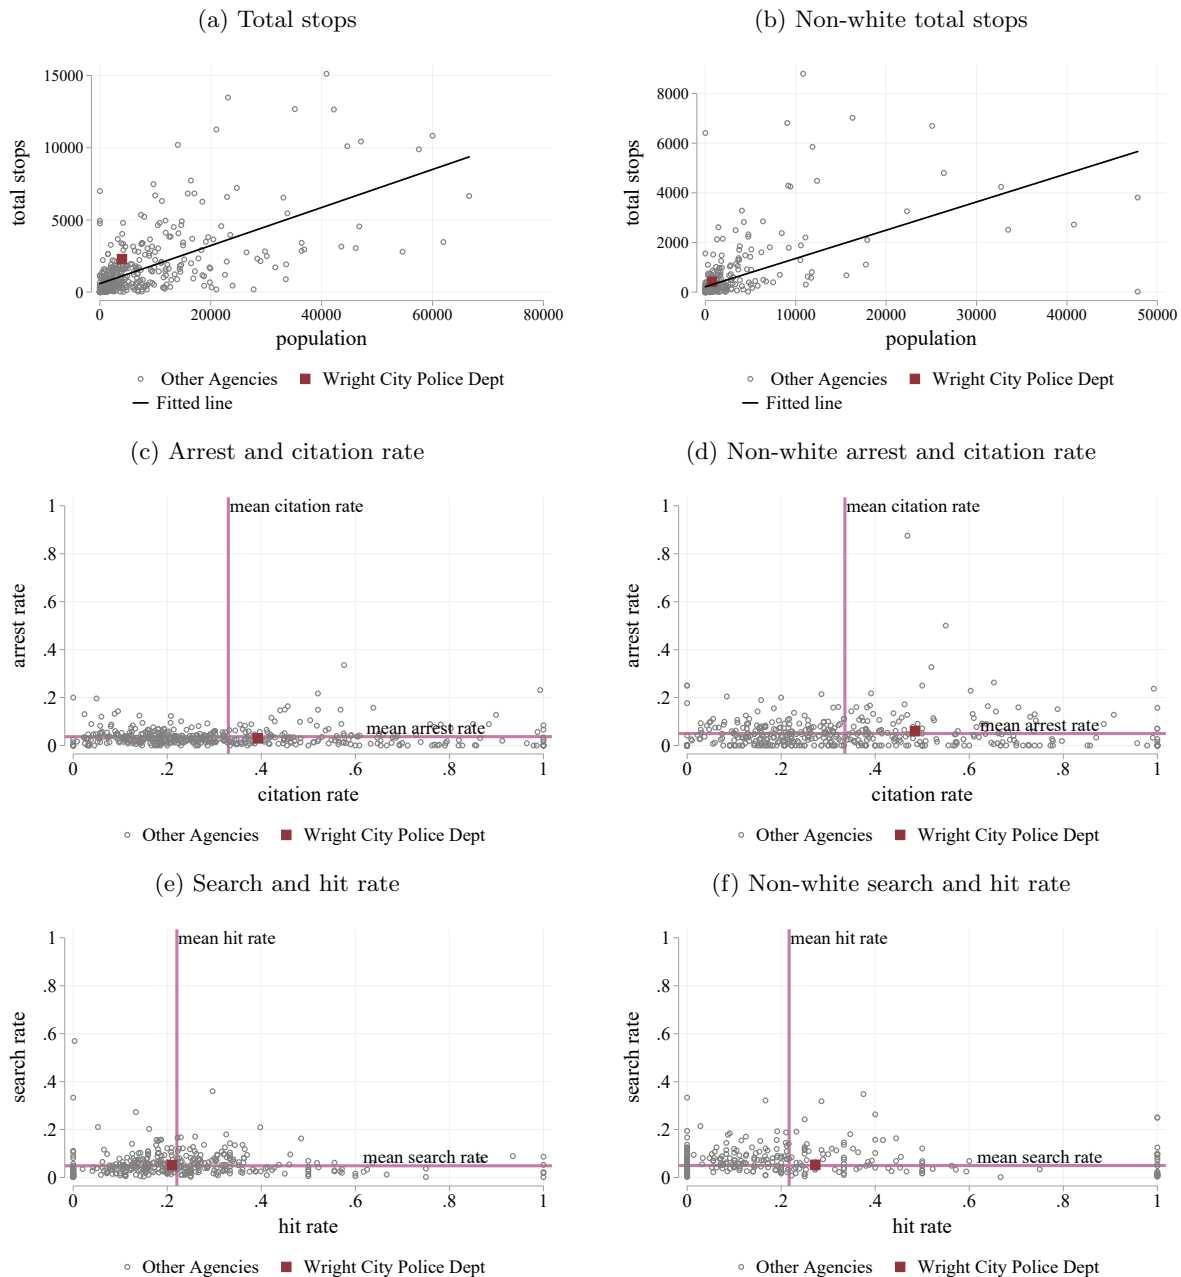 (a) Total stops
(b) Non-white total stops
total stops
15000
10000
5000
0
0 20000 40000 60000 80000
population
Other Agencies Wright City Police Dept
Fitted line
total stops
8000
6000
4000
2000
0
0 10000 20000 30000 40000 50000
population
Other Agencies Wright City Police Dept
Fitted line
(c) Arrest and citation rate
(d) Non-white arrest and citation rate
arrest rate
1
.8
.6
.4
.2
0
mean citation rate
mean arrest rate
0 .2 .4 .6 .8 1
citation rate
Other Agencies Wright City Police Dept
arrest rate
1
.8
.6
.4
.2
0
mean citation rate
mean arrest rate
0 .2 .4 .6 .8 1
citation rate
Other Agencies Wright City Police Dept
(e) Search and hit rate
(f) Non-white search and hit rate
search rate
1
.8
.6
.4
.2
0
mean hit rate
mean search rate
0 .2 .4 .6 .8 1
hit rate
Other Agencies Wright City Police Dept
search rate
1
.8
.6
.4
.2
0
mean hit rate
mean search rate
0 .2 .4 .6 .8 1
hit rate
Other Agencies Wright City Police Dept